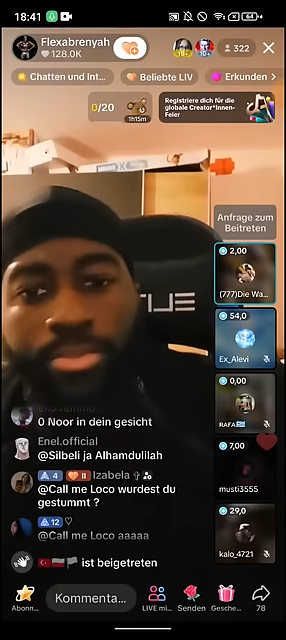 18:41
64
Flexabrenyah
128.0K
322
Chatten und Int...
Beliebte LIV
Erkunden
0/20
1h15m
Registriere dich für die
globale Creator*innen-
Feier
Anfrage zum
Beitreten
2,00
(777)Die Wa...
54,0
Ex_Alevi
0,00
RAFA
7,00
musti3555
29,0
kalo_4721
0 Noor in dein gesicht
Enel.official
@Silbeli ja Alhamdulilah
4 11 Izabela
@Call me Loco wurdest du
gestummt ?
12
@Call me Loco aaaaa
ist beigetreten
Abonn...
Kommenta...
LIVE mi...
Senden
Gesche...
78